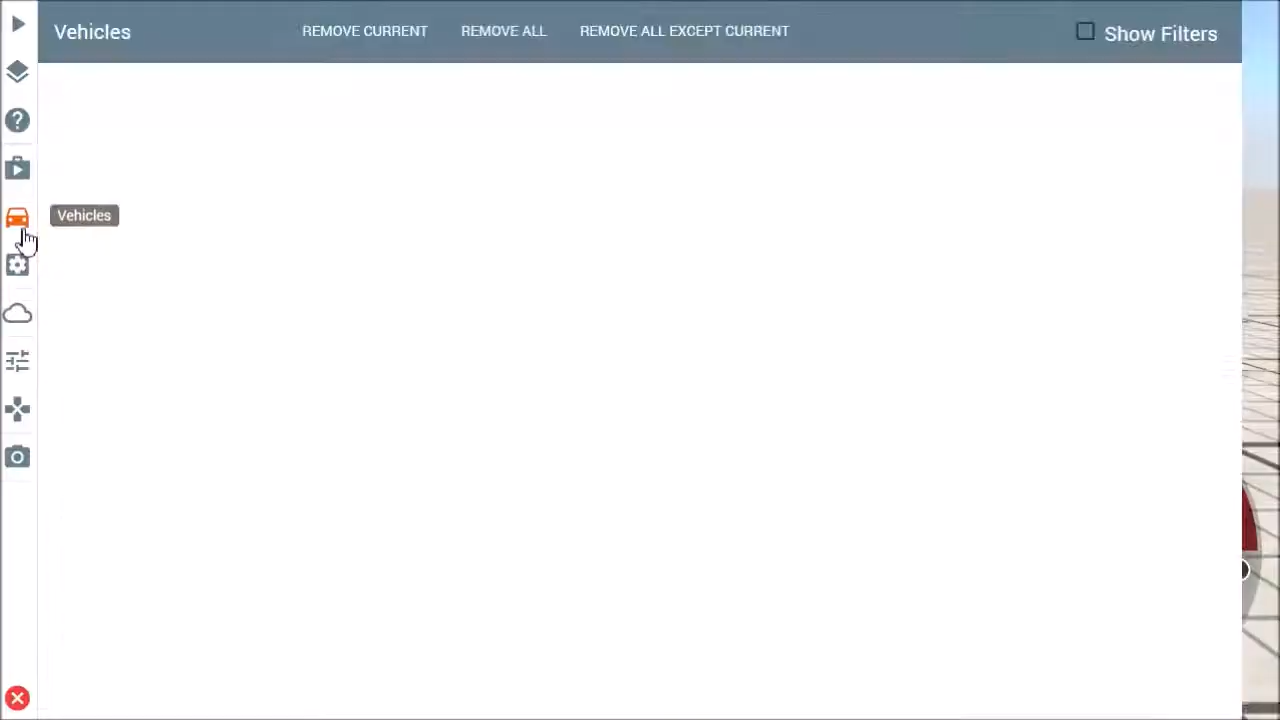 Vehicles
REMOVE CURRENT
REMOVE ALL
REMOVE ALL EXCEPT CURRENT
Show Filters
Vehicles